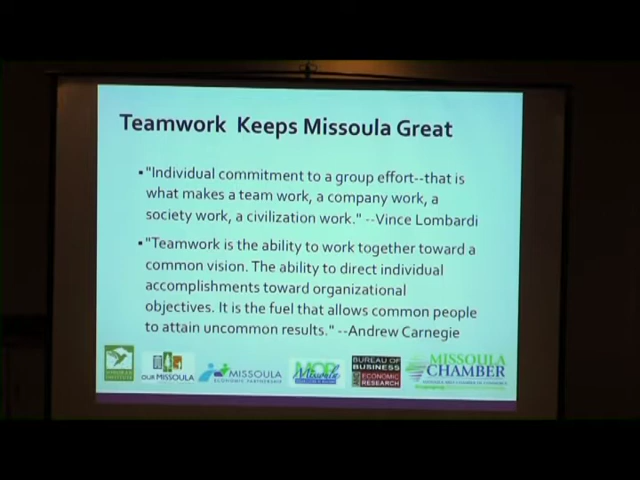 Teamwork Keeps Missoula Great
▪ "Individual commitment to a group effort--that is
what makes a team work, a company work, a
society work, a civilization work." --Vince Lombardi
▪ "Teamwork is the ability to work together toward a
common vision. The ability to direct individual
accomplishments toward organizational
objectives. It is the fuel that allows common people
to attain uncommon results." --Andrew Carnegie
OUR MISSOULA
MISSOULA
ECONOMIC PARTNERSHIP
Missoula
BUREAU OF
BUSINESS
ECONOMIC
RESEARCH
MISSOULA
CHAMBER